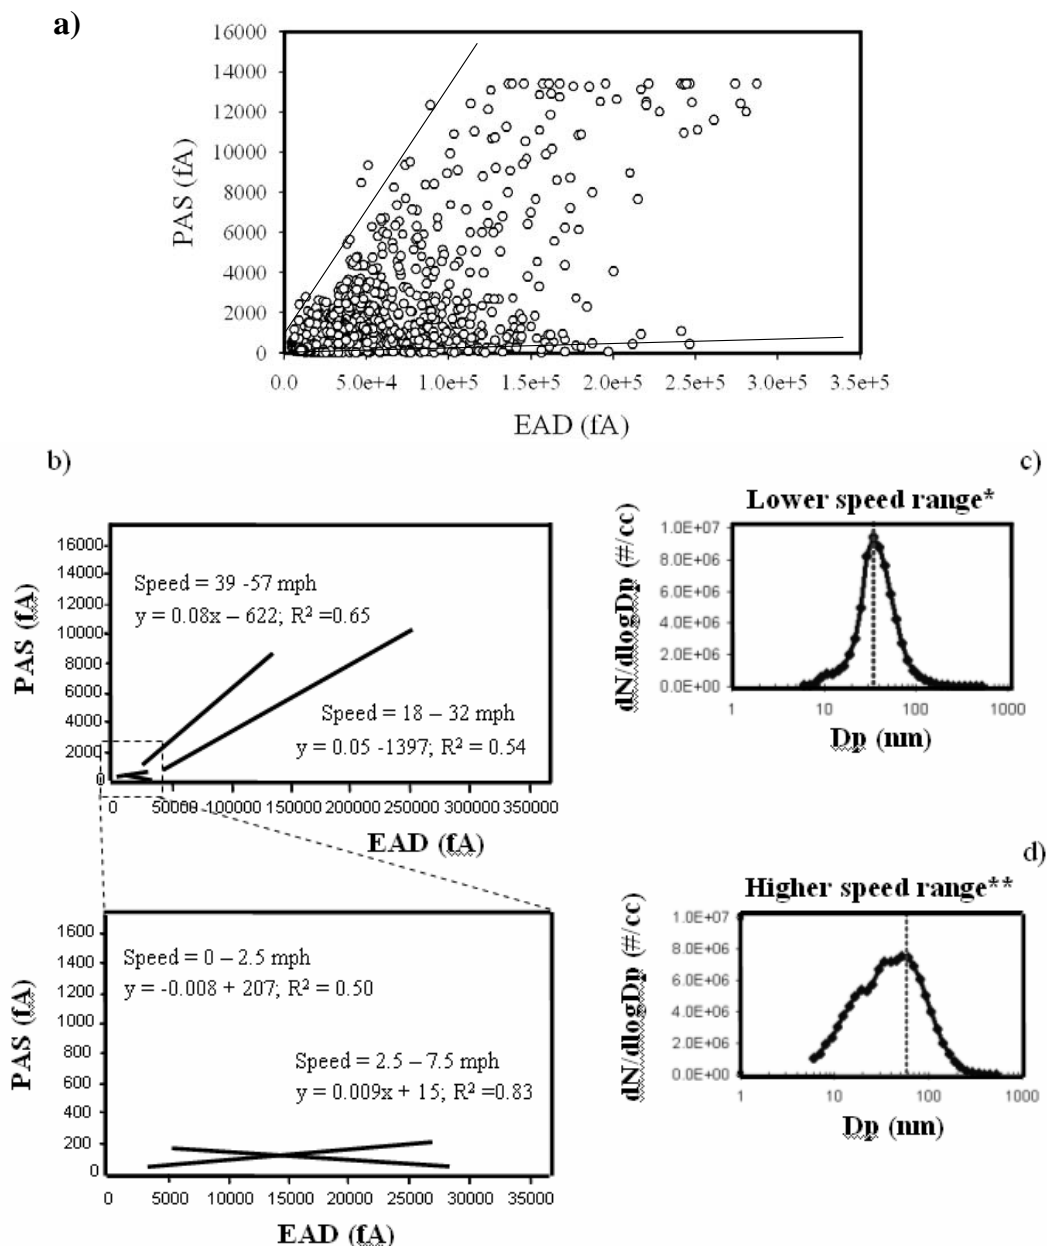 a)
16000
14000
12000
10000
8000
6000
4000
2000
0
PAS (fA)
0.0 5.0e+4 1.0e+5 1.5e+5 2.0e+5 2.5e+5 3.0e+5 3.5e+5
EAD (fA)
b)
16000
14000
12000
10000
8000
6000
4000
2000
0
PAS (fA)
Speed = 39 -57 mph
y = 0.08x – 622; R² =0.65
Speed = 18 – 32 mph
y = 0.05 -1397; R² = 0.54
0 50000 100000 150000 200000 250000 300000 350000
EAD (fA)
1600
1400
1200
1000
800
600
400
200
0
PAS (fA)
Speed = 0 – 2.5 mph
y = -0.008 + 207; R² = 0.50
Speed = 2.5 – 7.5 mph
y = 0.009x + 15; R² =0.83
0 5000 10000 15000 20000 25000 30000 35000
EAD (fA)
c)
Lower speed range*
dN/dlogDp (#/cc)
1.0E+07
8.0E+06
6.0E+06
4.0E+06
2.0E+06
0.0E+00
1 10 100 1000
Dp (nm)
d)
Higher speed range**
dN/dlogDp (#/cc)
1.0E+07
8.0E+06
6.0E+06
4.0E+06
2.0E+06
0.0E+00
1 10 100 1000
Dp (nm)